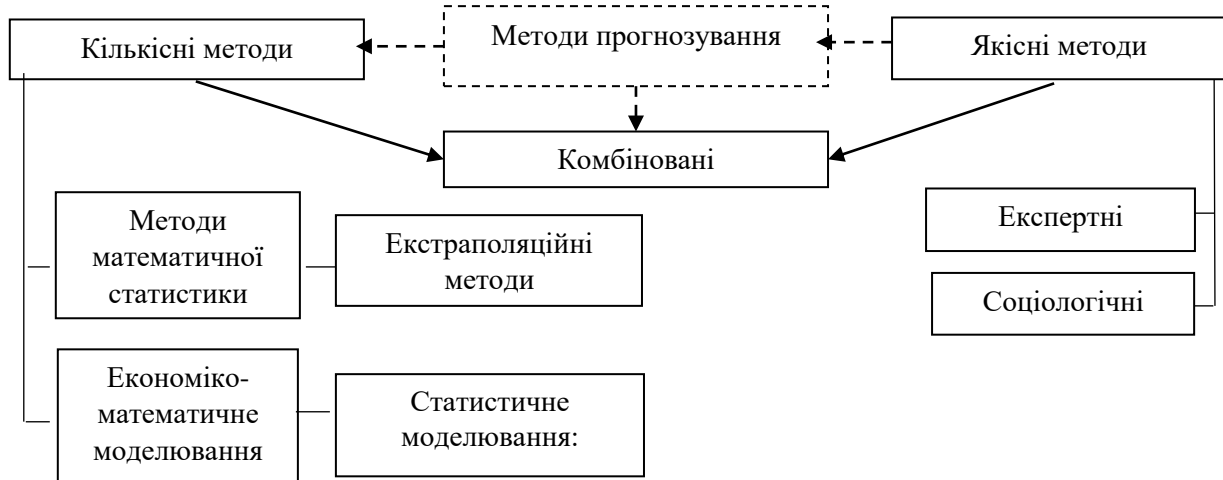 Кількісні методи
Методи прогнозування
Якісні методи
Комбіновані
Методи
математичної
статистики
Екстраполяційні
методи
Експертні
Соціологічні
Економіко-
математичне
моделювання
Статистичне
моделювання: